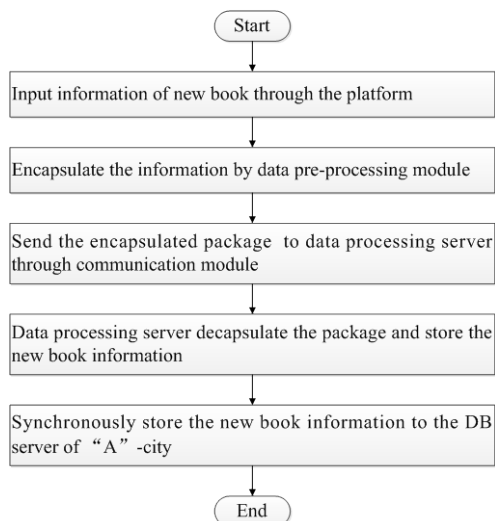 Start
Input information of new book through the platform
Encapsulate the information by data pre-processing module
Send the encapsulated package to data processing server
through communication module
Data processing server decapsulate the package and store the
new book information
Synchronously store the new book information to the DB
server of “A” -city
End